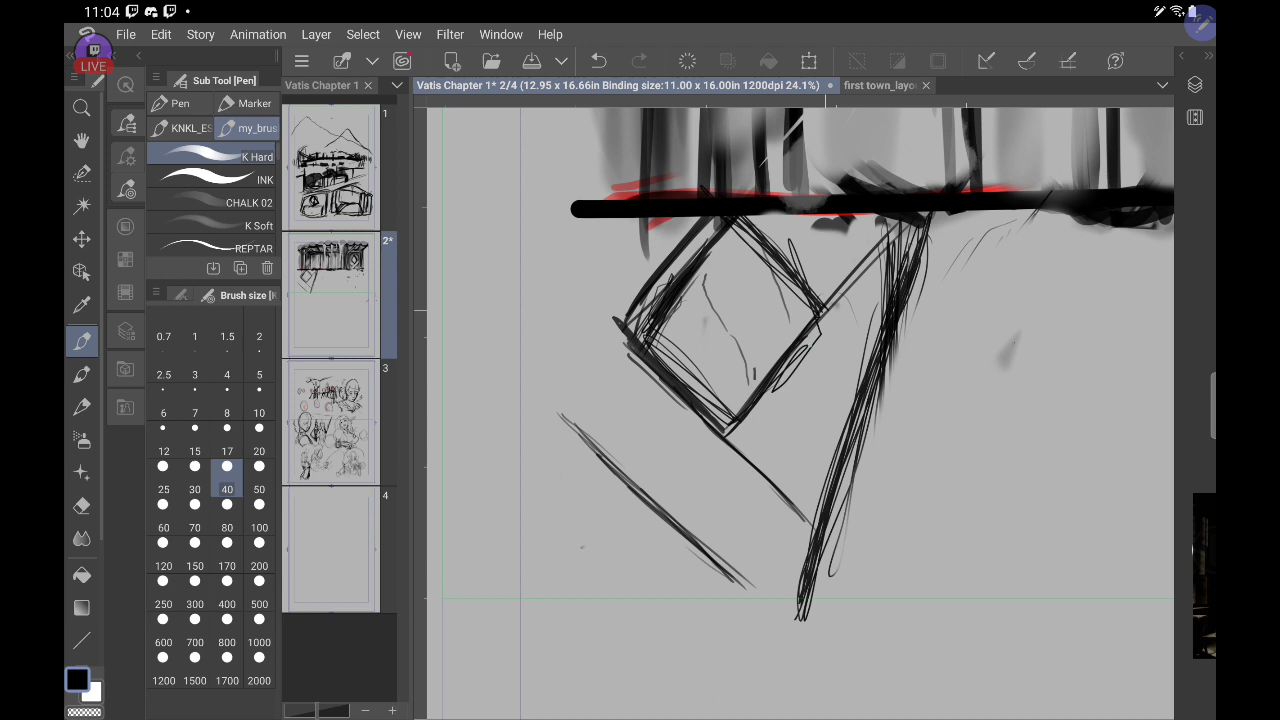 11:04
File Edit Story Animation Layer Select View Filter Window Help
LIVE
Sub Tool [Pen]
Vatis Chapter 1
Vatis Chapter 1* 2/4 (12.95 x 16.66in Binding size:11.00 x 16.00in 1200dpi 24.1%)
first town_layo
Pen Marker
KNKL_ES my_brus
K Hard
INK
CHALK 02
K Soft
REPTAR
Brush size [K
0.7 1 1.5 2
2.5 3 4 5
6 7 8 10
12 15 17 20
25 30 40 50
60 70 80 100
120 150 170 200
250 300 400 500
600 700 800 1000
1200 1500 1700 2000
1
2*
3
4